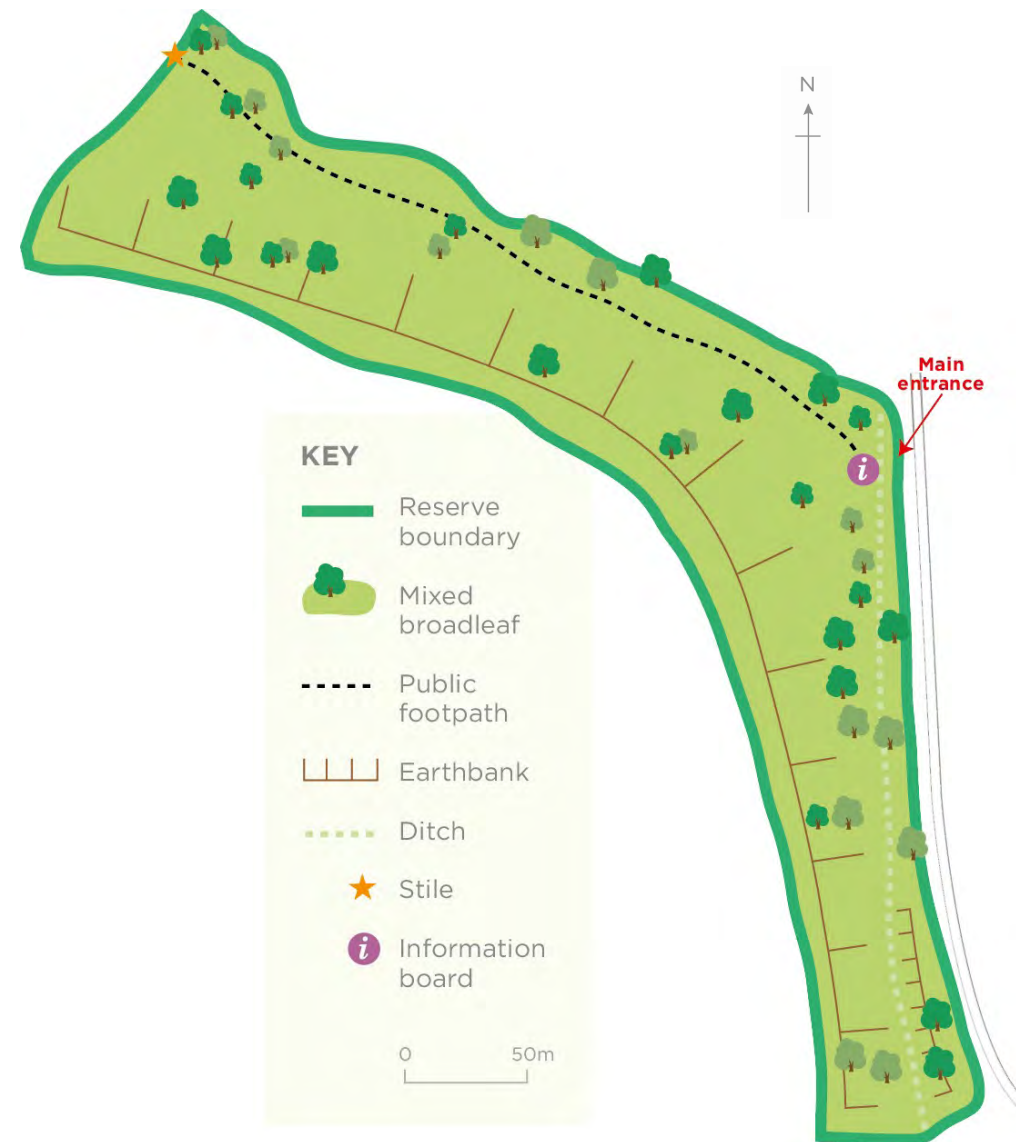 N
Main
entrance
i
KEY
Reserve
boundary
Mixed
broadleaf
Public
footpath
Earthbank
Ditch
Stile
i
Information
board
0 50m